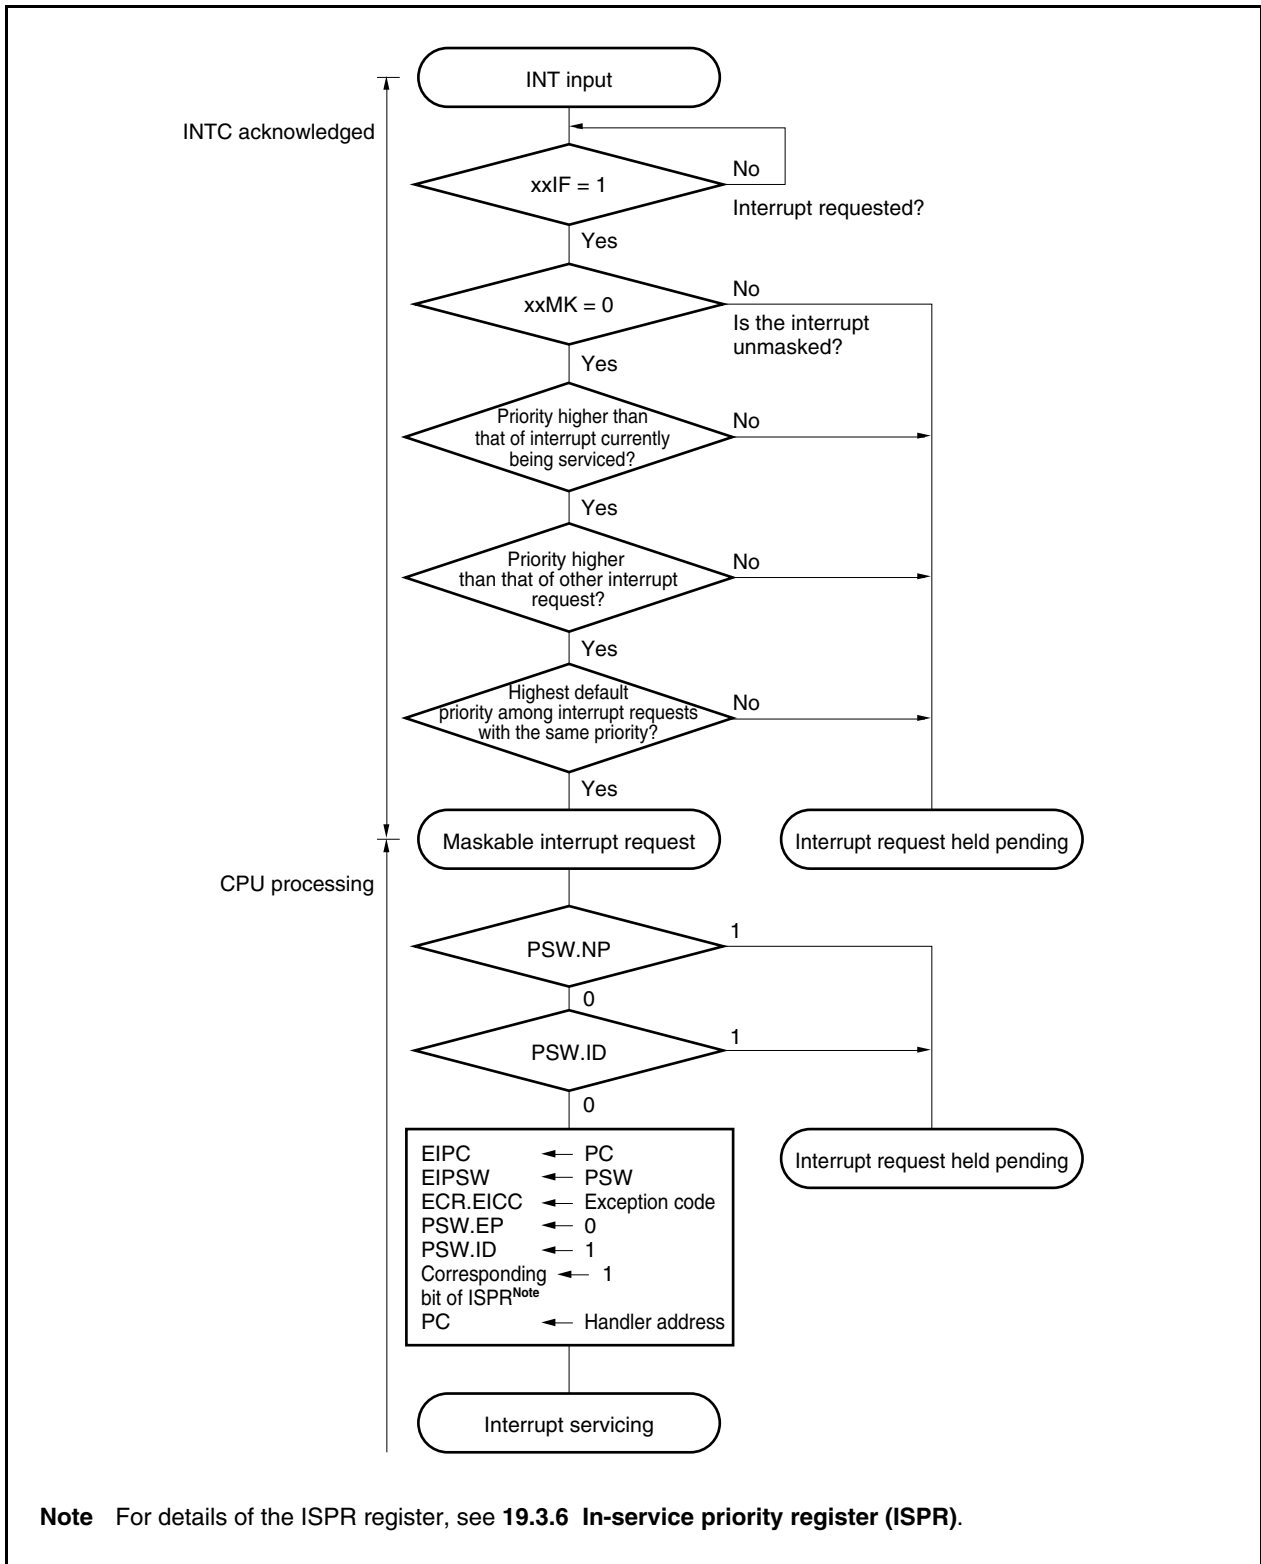 INT input
INTC acknowledged
xxIF = 1
No
Interrupt requested?
Yes
xxMK = 0
No
Is the interrupt
unmasked?
Yes
Priority higher than
that of interrupt currently
being serviced?
No
Yes
Priority higher
than that of other interrupt
request?
No
Yes
Highest default
priority among interrupt requests
with the same priority?
No
Yes
Maskable interrupt request
Interrupt request held pending
CPU processing
PSW.NP
1
0
PSW.ID
1
0
EIPC ← PC
EIPSW ← PSW
ECR.EICC ← Exception code
PSW.EP ← 0
PSW.ID ← 1
Corresponding ← 1
bit of ISPRNote
PC ← Handler address
Interrupt request held pending
Interrupt servicing
Note For details of the ISPR register, see 19.3.6 In-service priority register (ISPR).